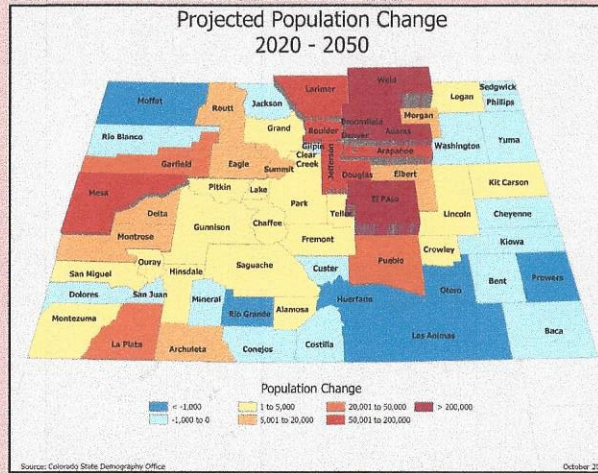 Projected Population Change
2020 - 2050
Moffat
Routt
Jackson
Larimer
Weld
Logan
Sedgwick
Phillips
Morgan
Rio Blanco
Grand
Boulder
Broomfield
Denver
Adams
Washington
Yuma
Gilpin
Clear
Creek
Arapahoe
Garfield
Eagle
Summit
Jefferson
Douglas
Elbert
Kit Carson
Mesa
Pitkin
Lake
Park
El Paso
Delta
Gunnison
Chaffee
Teller
Lincoln
Cheyenne
Montrose
Fremont
Kiowa
Ouray
Crowley
San Miguel
Hinsdale
Saguache
Custer
Pueblo
Dolores
San Juan
Mineral
Huerfano
Otero
Bent
Prowers
Rio Grande
Alamosa
Montezuma
La Plata
Archuleta
Conejos
Costilla
Las Animas
Baca
Population Change
< -1,000
1 to 5,000
20,001 to 50,000
> 200,000
-1,000 to 0
5,001 to 20,000
50,001 to 200,000
Source: Colorado State Demography Office
October